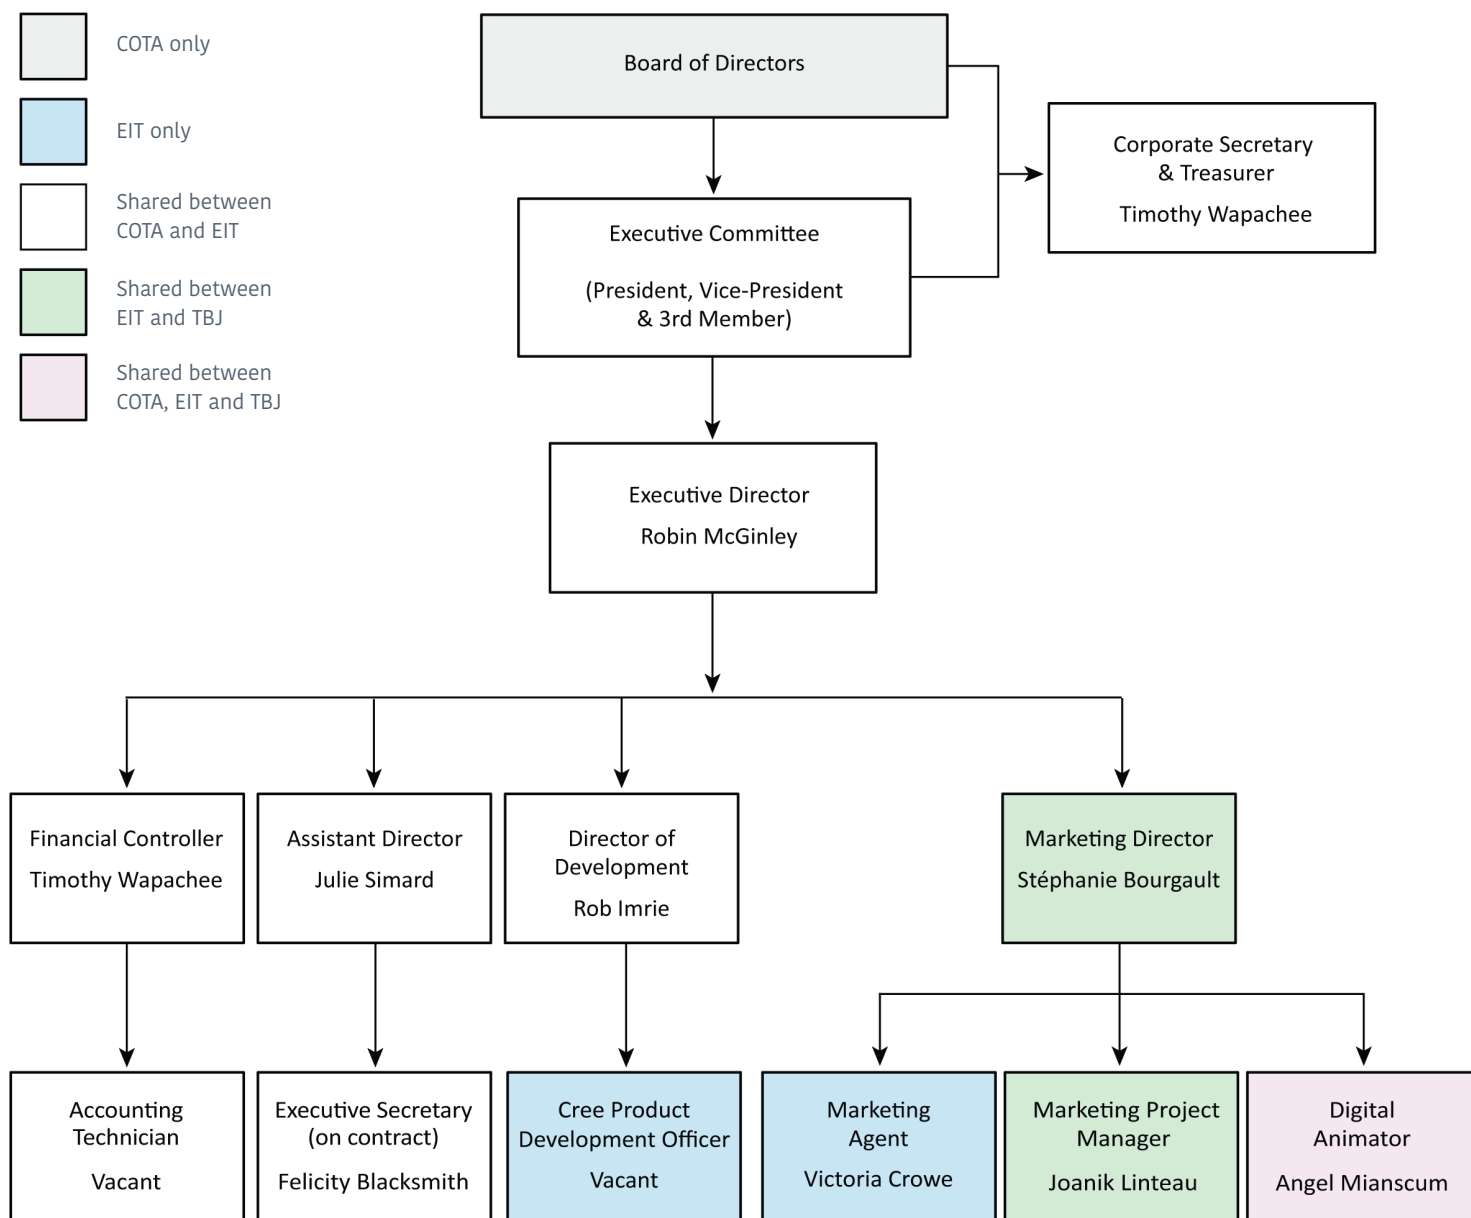 COTA only
EIT only
Shared between
COTA and EIT
Shared between
EIT and TBJ
Shared between
COTA, EIT and TBJ
Board of Directors
Corporate Secretary
& Treasurer
Timothy Wapachee
Executive Committee
(President, Vice-President
& 3rd Member)
Executive Director
Robin McGinley
Financial Controller
Timothy Wapachee
Assistant Director
Julie Simard
Director of
Development
Rob Imrie
Marketing Director
Stéphanie Bourgault
Accounting
Technician
Vacant
Executive Secretary
(on contract)
Felicity Blacksmith
Cree Product
Development Officer
Vacant
Marketing
Agent
Victoria Crowe
Marketing Project
Manager
Joanik Linteau
Digital
Animator
Angel Mianscum